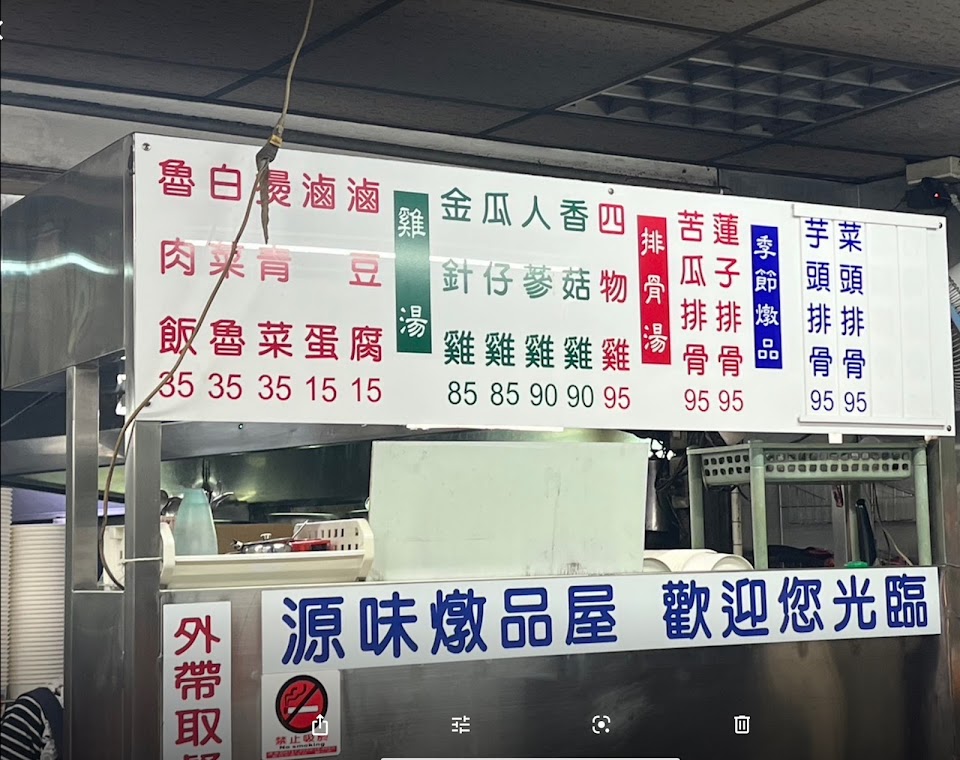 魯肉飯 35
白菜魯 35
燙青菜 35
滷蛋 15
滷豆腐 15
雞湯
金針雞 85
瓜仔雞 85
人蔘雞 90
香菇雞 90
四物雞 95
排骨湯
苦瓜排骨 95
蓮子排骨 95
季節燉品
芋頭排骨 95
菜頭排骨 95
源味燉品屋 歡迎您光臨
外帶取
禁止吸
No smoking